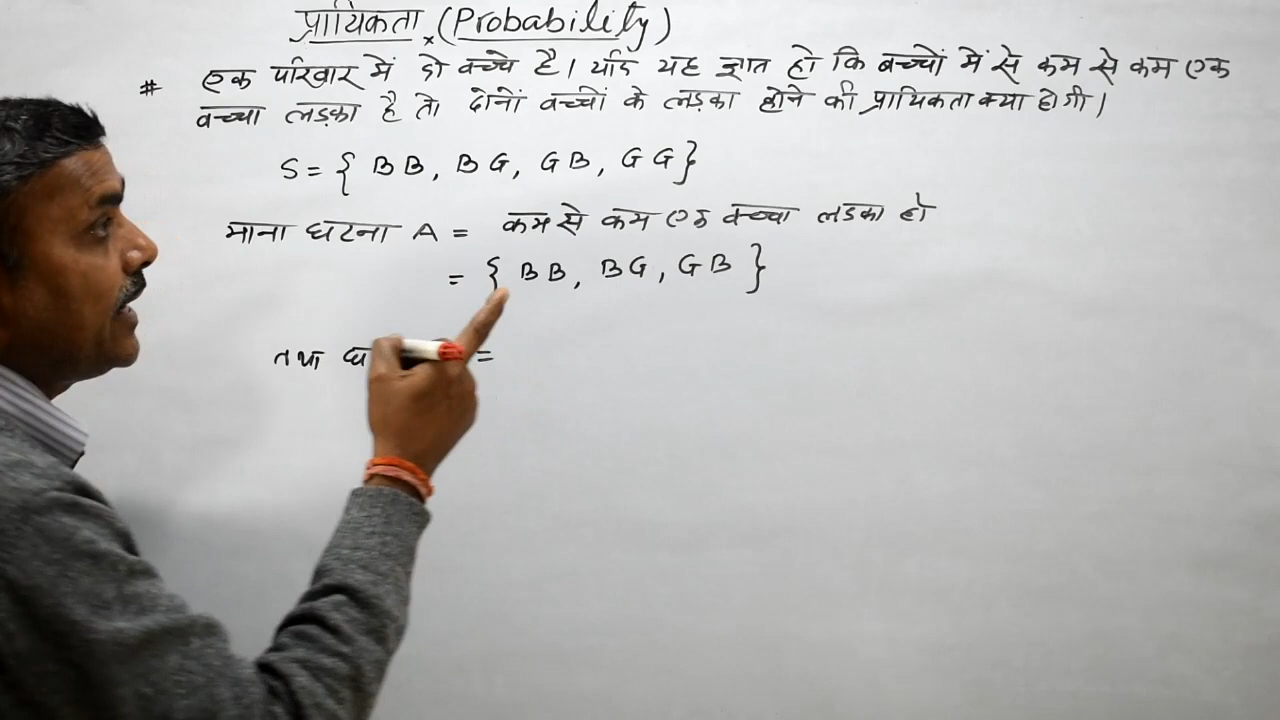 प्रायिकता (Probability)
# एक परिवार में दो बच्चे है। यदि यह ज्ञात हो कि बच्चों में से कम से कम एक
बच्चा लड़का है तो दोनों बच्चों के लड़का होने की प्रायिकता क्या होगी।
S = { BB, BG, GB, GG}
माना घटना A = कम से कम एक बच्चा लडका हो
= { BB, BG, GB }
तथा =